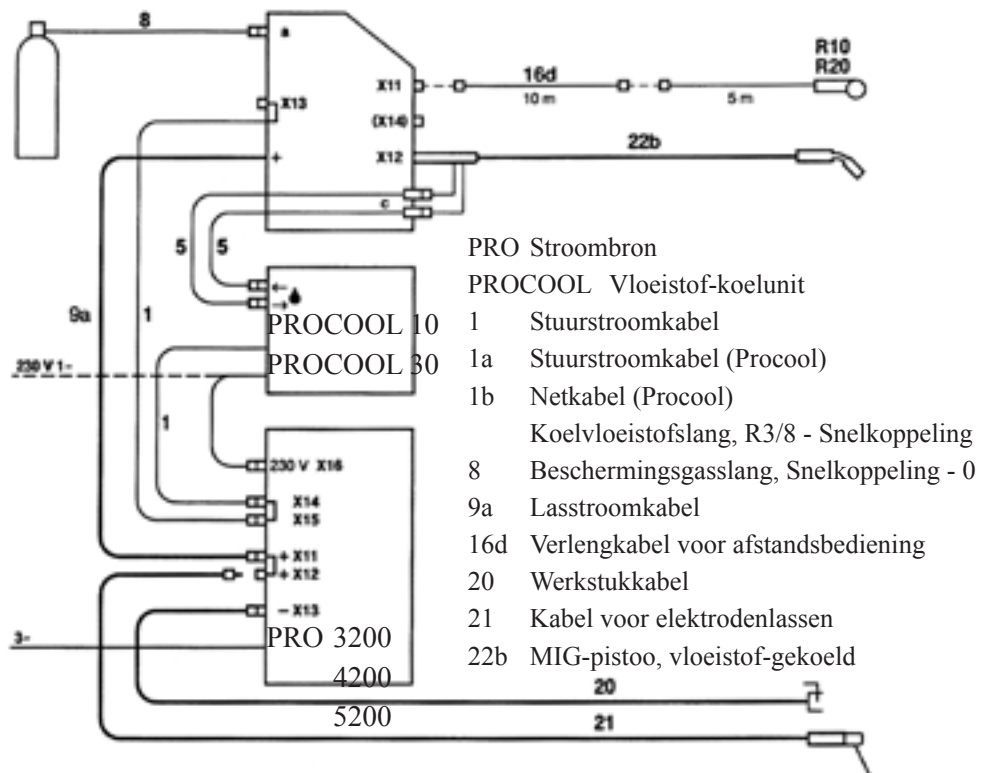 8
a
R10
R20
X11
16d
10 m
5 m
X13
(X14)
+
X12
22b
c
5
5
9a
1
PRO Stroombron
PROCOOL Vloeistof-koelunit
1 Stuurstroomkabel
1a Stuurstroomkabel (Procool)
1b Netkabel (Procool)
Koelvloeistofslang, R3/8 - Snelkoppeling
8 Beschermingsgasslang, Snelkoppeling - 0
9a Lasstroomkabel
16d Verlengkabel voor afstandsbediening
20 Werkstukkabel
21 Kabel voor elektrodenlassen
22b MIG-pistoo, vloeistof-gekoeld
←
→
PROCOOL 10
PROCOOL 30
230 V 1~
1
230 V X16
X14
X15
+ X11
+ X12
− X13
3~
PRO 3200
4200
5200
20
21